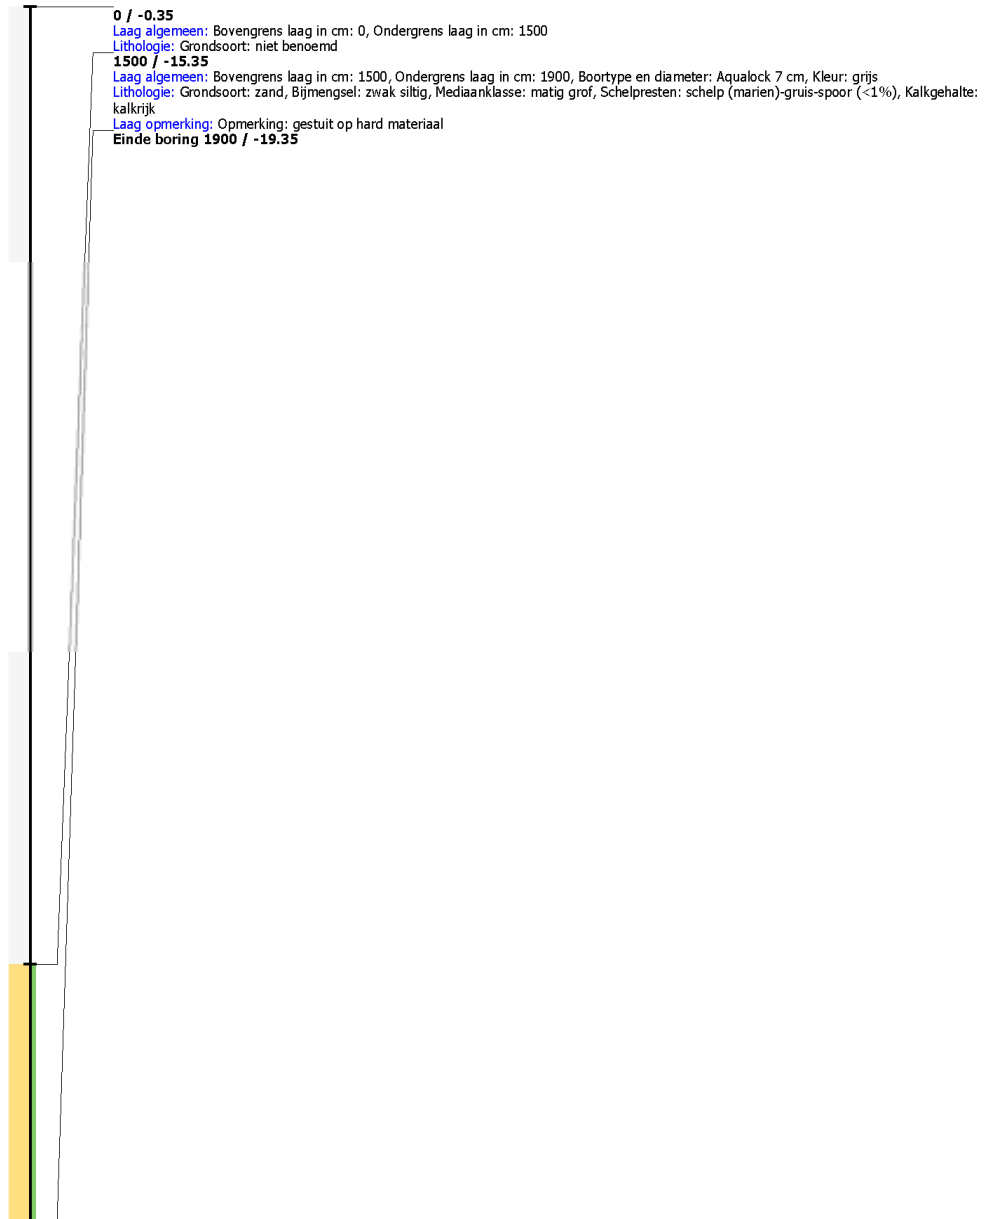 0 / -0.35
Laag algemeen: Bovengrens laag in cm: 0, Ondergrens laag in cm: 1500
Lithologie: Grondsoort: niet benoemd
1500 / -15.35
Laag algemeen: Bovengrens laag in cm: 1500, Ondergrens laag in cm: 1900, Boortype en diameter: Aqualock 7 cm, Kleur: grijs
Lithologie: Grondsoort: zand, Bijmengsel: zwak siltig, Mediaanklasse: matig grof, Schelpresten: schelp (marien)-gruis-spoor (<1%), Kalkgehalte:
kalkrijk
Laag opmerking: Opmerking: gestuit op hard materiaal
Einde boring 1900 / -19.35